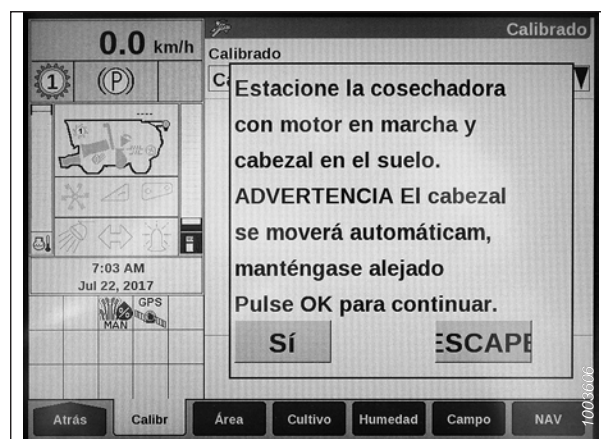 0.0 km/h
Calibrado
Calibrado
1
(P)
Ca
Estacione la cosechadora
con motor en marcha y
cabezal en el suelo.
ADVERTENCIA El cabezal
se moverá automáticam,
manténgase alejado
Pulse OK para continuar.
Sí
ESCAPE
7:03 AM
Jul 22, 2017
MAN
GPS
Atrás
Calibr
Área
Cultivo
Humedad
Campo
NAV
1003606